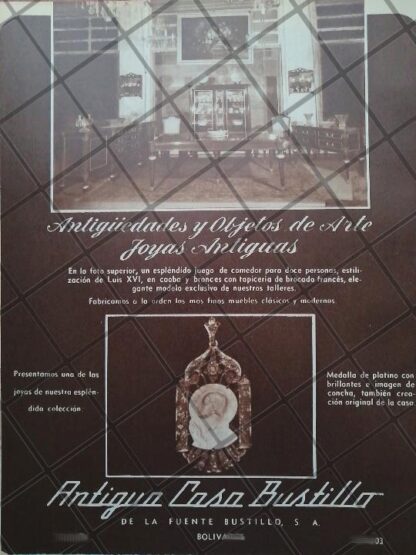 Antigüedades y Objetos de Arte
Joyas Antiguas
En la foto superior, un espléndido juego de comedor para doce personas, estili-
zación de Luis XVI, en caoba y bronces con tapicería de brocado francés, ele-
gante modelo exclusivo de nuestros talleres.
Fabricamos a la orden los mas finos muebles clásicos y modernos
Presentamos una de las
joyas de nuestra esplén-
dida colección.
Medalla de platino con
brillantes e imagen de
concha, también crea-
ción original de la casa
Antigua Casa Bustillo
DE LA FUENTE BUSTILLO, S. A.
BOLIV